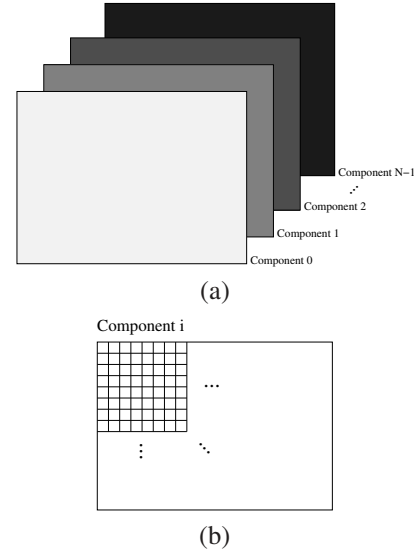 Component N−1
⋰
Component 2
Component 1
Component 0
(a)
Component i
...
⋮ ⋱
(b)